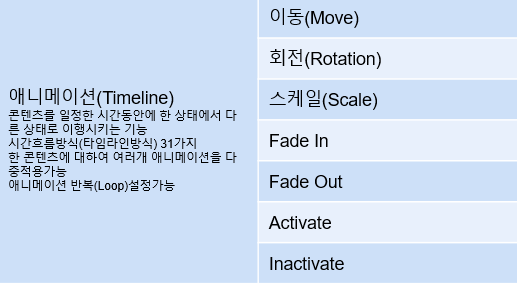 애니메이션(Timeline)
콘텐츠를 일정한 시간동안에 한 상태에서 다
른 상태로 이행시키는 기능
시간흐름방식(타임라인방식) 31가지
한 콘텐츠에 대하여 여러개 애니메이션을 다
중적용가능
애니메이션 반복(Loop)설정가능
이동(Move)
회전(Rotation)
스케일(Scale)
Fade In
Fade Out
Activate
Inactivate